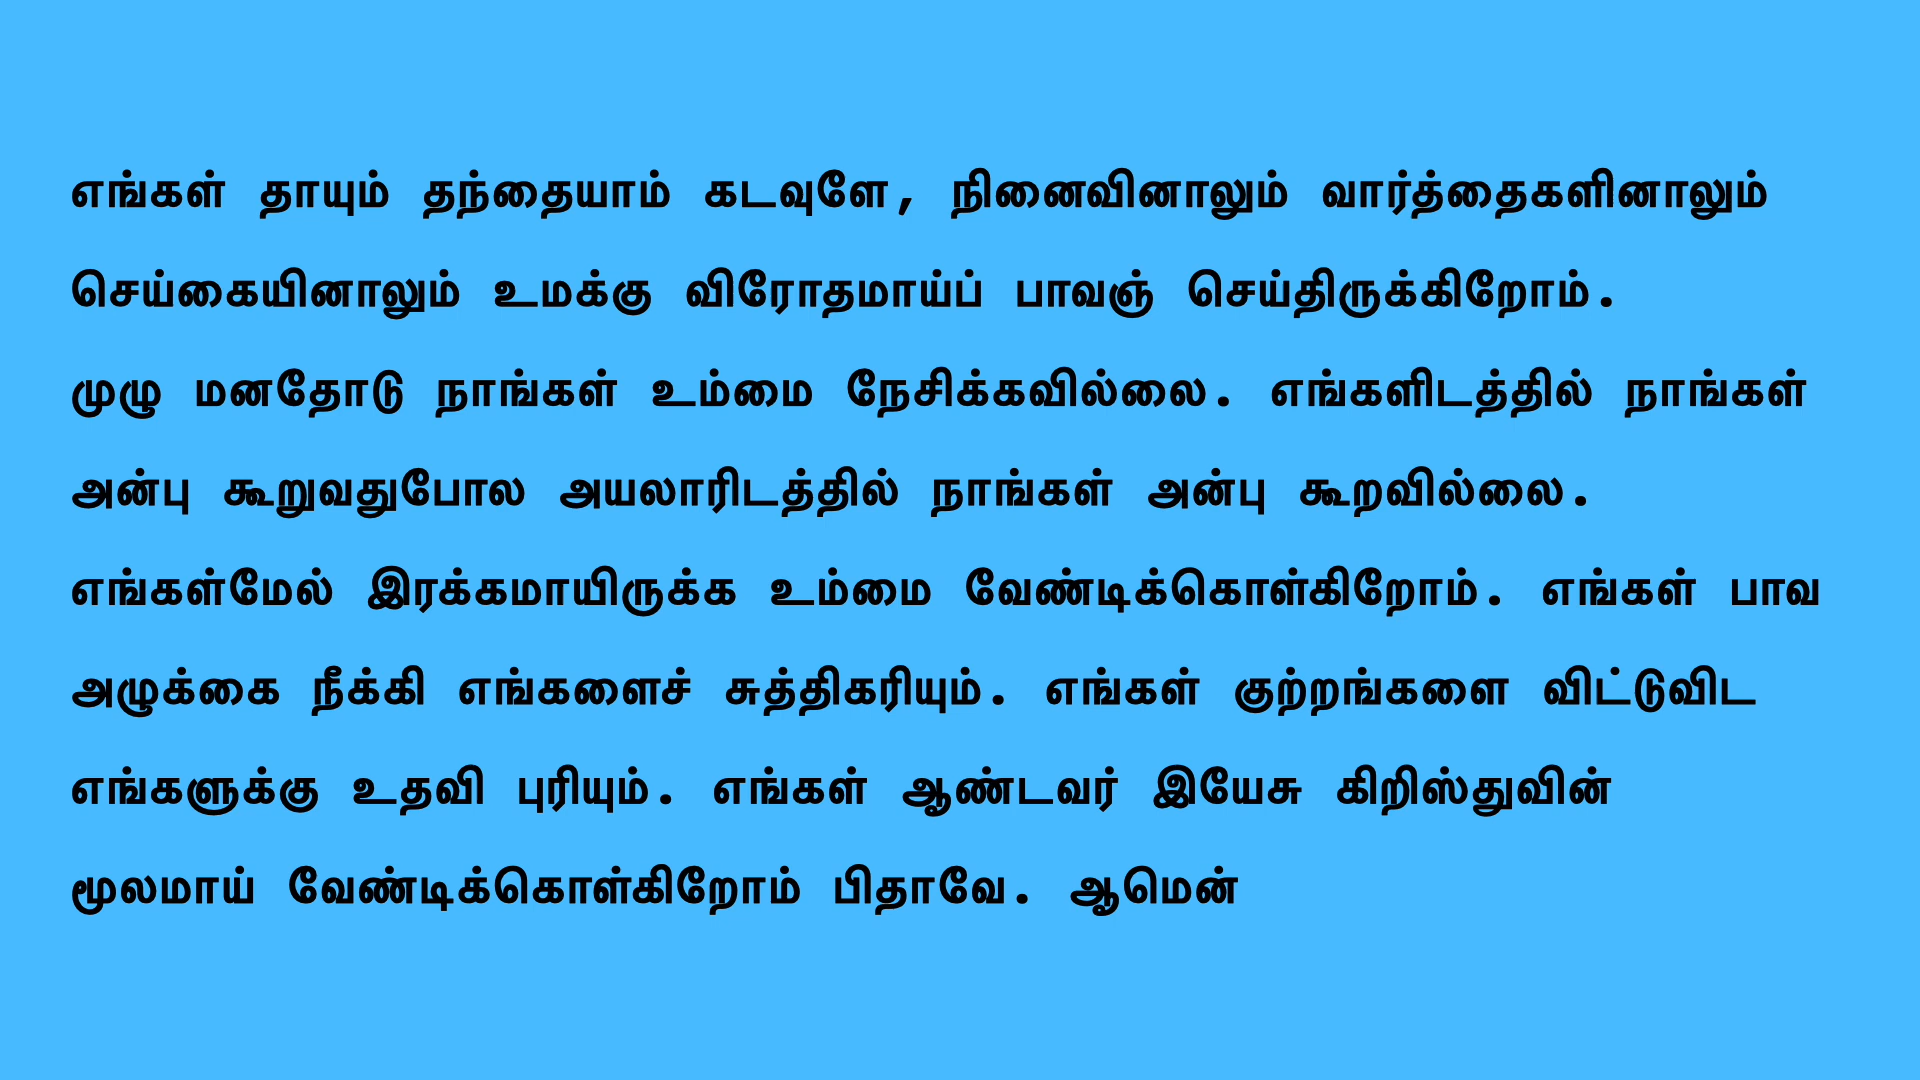 எங்கள் தாயும் தந்தையாம் கடவுளே, நினைவினாலும் வார்த்தைகளினாலும்
செய்கையினாலும் உமக்கு விரோதமாய்ப் பாவஞ் செய்திருக்கிறோம்.
முழு மனதோடு நாங்கள் உம்மை நேசிக்கவில்லை. எங்களிடத்தில் நாங்கள்
அன்பு கூறுவதுபோல அயலாரிடத்தில் நாங்கள் அன்பு கூறவில்லை.
எங்கள்மேல் இரக்கமாயிருக்க உம்மை வேண்டிக்கொள்கிறோம். எங்கள் பாவ
அழுக்கை நீக்கி எங்களைச் சுத்திகரியும். எங்கள் குற்றங்களை விட்டுவிட
எங்களுக்கு உதவி புரியும். எங்கள் ஆண்டவர் இயேசு கிறிஸ்துவின்
மூலமாய் வேண்டிக்கொள்கிறோம் பிதாவே. ஆமென்